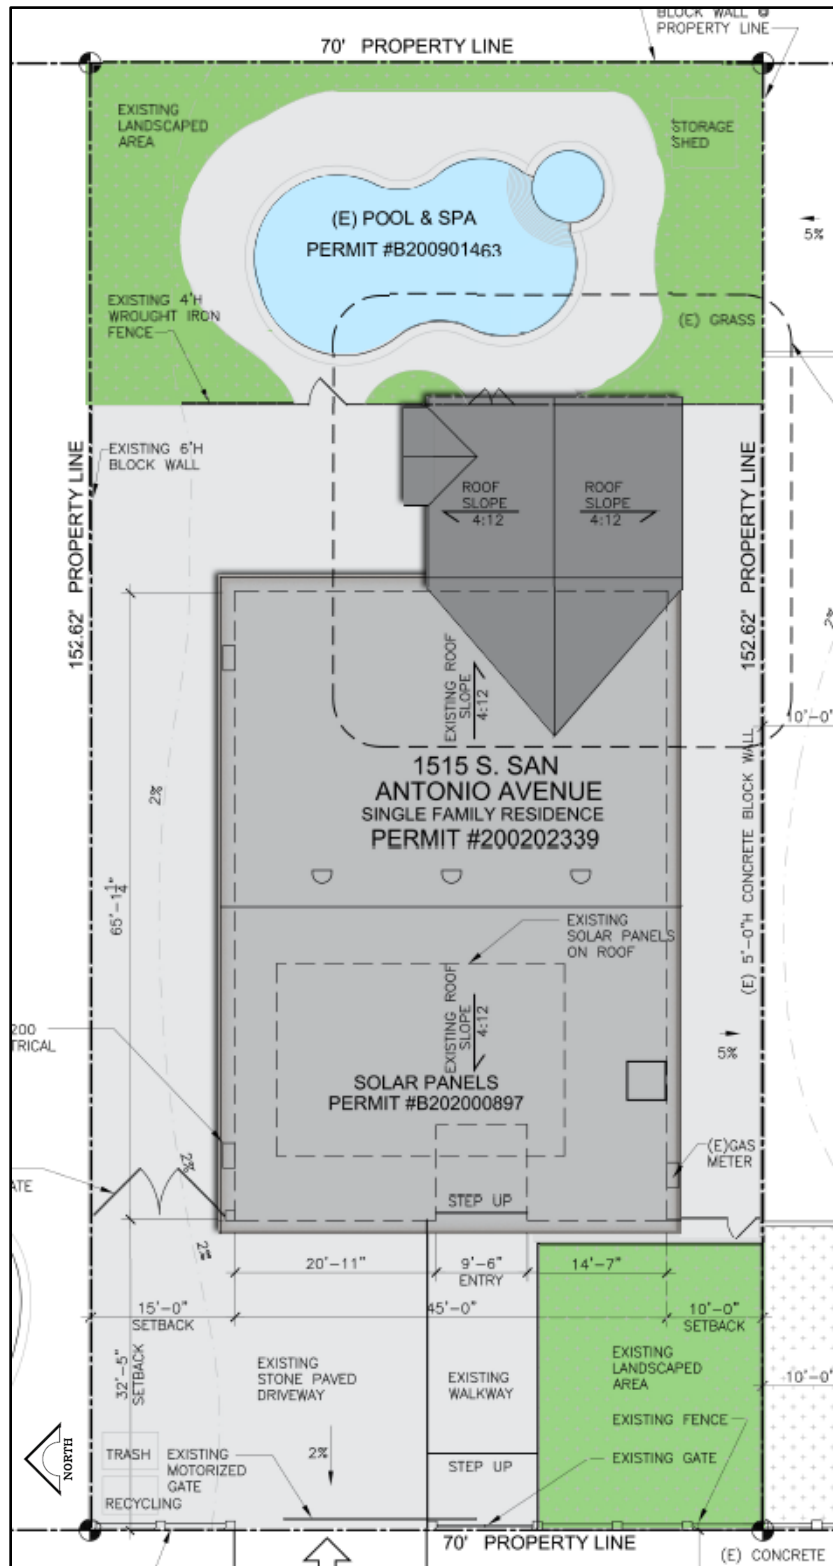 BLOCK WALL @
PROPERTY LINE
70' PROPERTY LINE
EXISTING
LANDSCAPED
AREA
STORAGE
SHED
(E) POOL & SPA
PERMIT #B200901463
5%
EXISTING 4'H
WROUGHT IRON
FENCE
(E) GRASS
EXISTING 6'H
BLOCK WALL
152.62' PROPERTY LINE
152.62' PROPERTY LINE
ROOF
SLOPE
4:12
ROOF
SLOPE
4:12
2%
EXISTING ROOF
SLOPE
4:12
10'-0"
1515 S. SAN
ANTONIO AVENUE
SINGLE FAMILY RESIDENCE
PERMIT #200202339
2%
65'-1 1/4"
(E) 5'-0"H CONCRETE BLOCK WALL
EXISTING
SOLAR PANELS
ON ROOF
EXISTING ROOF
SLOPE
4:12
200
TRICAL
5%
SOLAR PANELS
PERMIT #B202000897
(E)GAS
METER
2%
ATE
STEP UP
2%
20'-11"
9'-6"
ENTRY
14'-7"
15'-0"
SETBACK
45'-0"
10'-0"
SETBACK
32'-5"
SETBACK
EXISTING
STONE PAVED
DRIVEWAY
EXISTING
WALKWAY
EXISTING
LANDSCAPED
AREA
10'-0"
EXISTING FENCE
NORTH
TRASH
EXISTING
MOTORIZED
GATE
2%
STEP UP
EXISTING GATE
RECYCLING
70' PROPERTY LINE
(E) CONCRETE